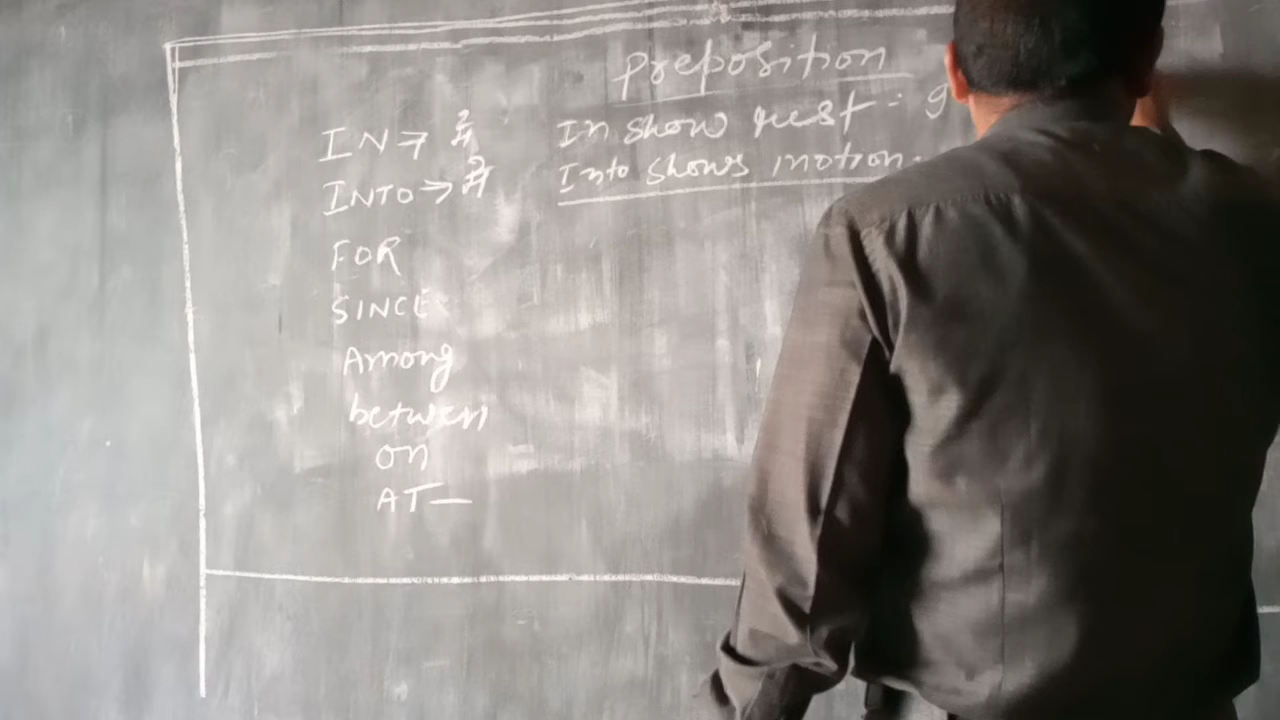 Preposition
IN → में In show rest :- g
INTO → में Into shows motion.
FOR
SINCE
Among
between
on
AT —